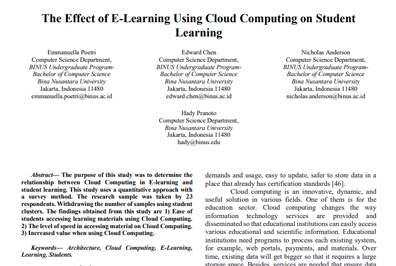 The Effect of E-Learning Using Cloud Computing on Student
Learning
Emmanuella Poetri
Computer Science Department,
BINUS Undergraduate Program-
Bachelor of Computer Science
Bina Nusantara University
Jakarta, Indonesia 11480
emmanuella.poetri@binus.ac.id
Edward Chen
Computer Science Department,
BINUS Undergraduate Program-
Bachelor of Computer Science
Bina Nusantara University
Jakarta, Indonesia 11480
edward.chen@binus.ac.id
Nicholas Anderson
Computer Science Department,
BINUS Undergraduate Program-
Bachelor of Computer Science
Bina Nusantara University
Jakarta, Indonesia 11480
nicholas.anderson@binus.ac.id
Hady Pranoto
Computer Science Department,
Bina Nusantara University
Jakarta, Indonesia 11480
hady@binus.edu
Abstract— The purpose of this study was to determine the
relationship between Cloud Computing in E-learning and
student learning. This study uses a quantitative approach with
a survey method. The research sample was taken by 23
respondents. Withdrawing the number of samples using student
clusters. The findings obtained from this study are 1) Ease of
students accessing learning materials using Cloud Computing.
2) The level of speed in accessing material on Cloud Computing.
3) Increased value when using Cloud Computing.
Keywords— Architecture, Cloud Computing, E-Learning,
Learning, Students.
demands and usage, easy to update, safer to store data in a
place that already has certification standards [46].
Cloud computing is an innovative, dynamic, and
useful solution in various fields. One of them is for the
education sector. Cloud computing changes the way
information technology services are provided and
disseminated so that educational institutions can easily access
various educational and scientific information. Educational
institutions need programs to process each existing system,
for example, web portals, payments, and materials. Over
time, existing data will get bigger so that it requires a large
storage space. Besides, services are needed that ensure data